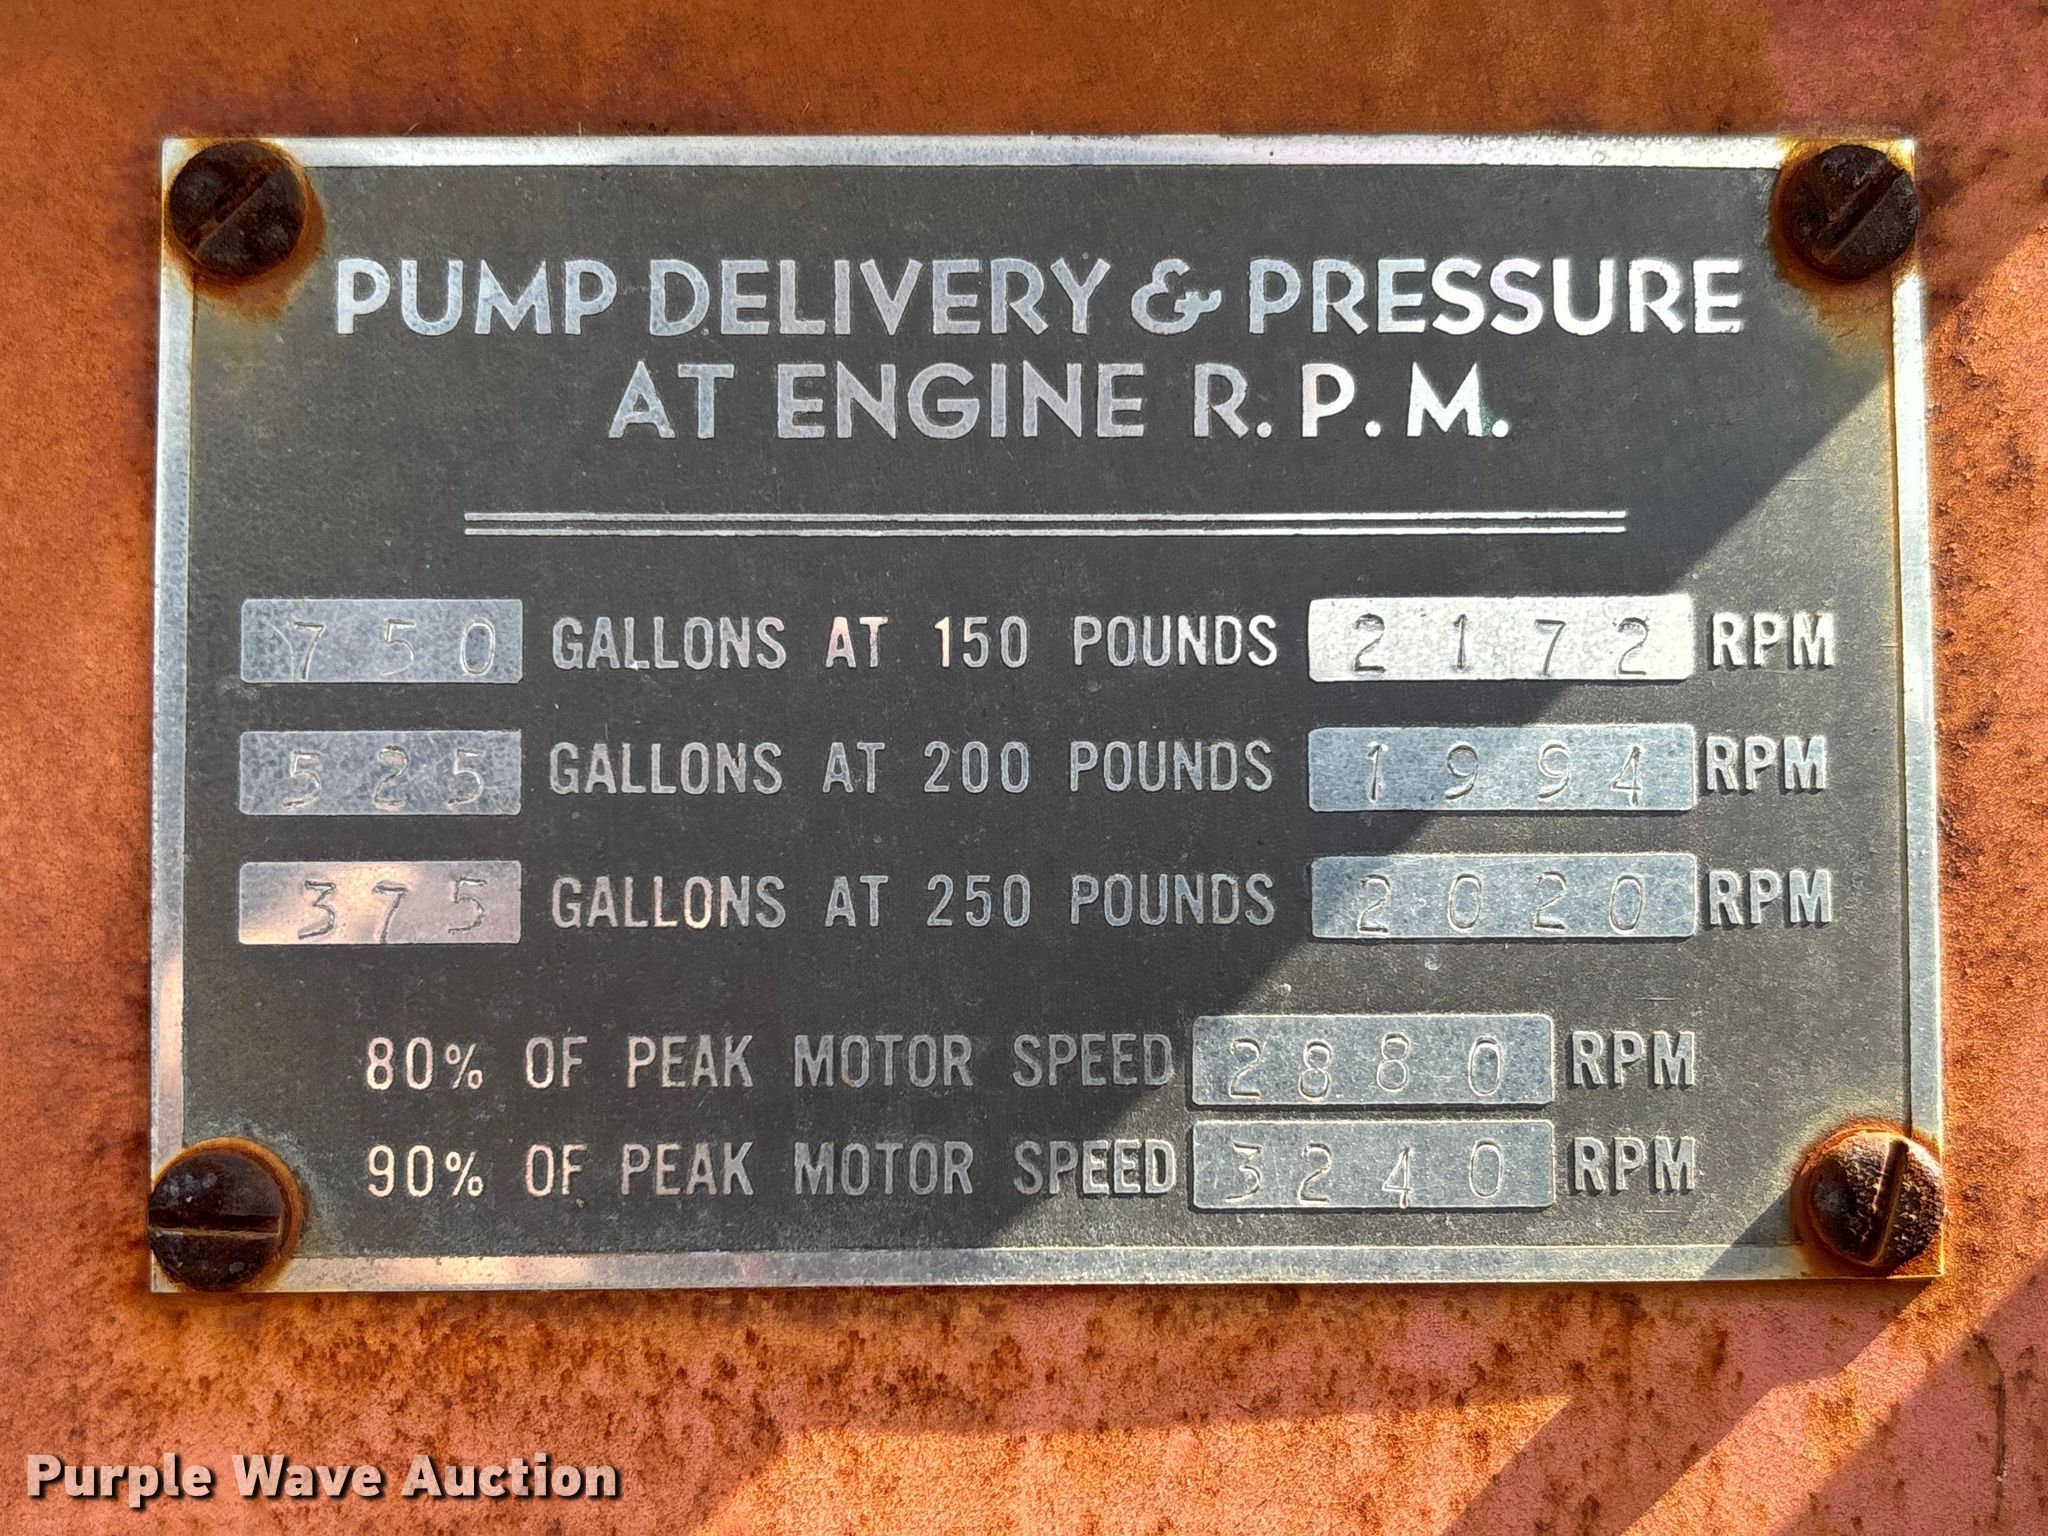 PUMP DELIVERY & PRESSURE
AT ENGINE R.P.M.
750 GALLONS AT 150 POUNDS 2172 RPM
525 GALLONS AT 200 POUNDS 1994 RPM
375 GALLONS AT 250 POUNDS 2020 RPM
80% OF PEAK MOTOR SPEED 2880 RPM
90% OF PEAK MOTOR SPEED 3240 RPM
Purple Wave Auction